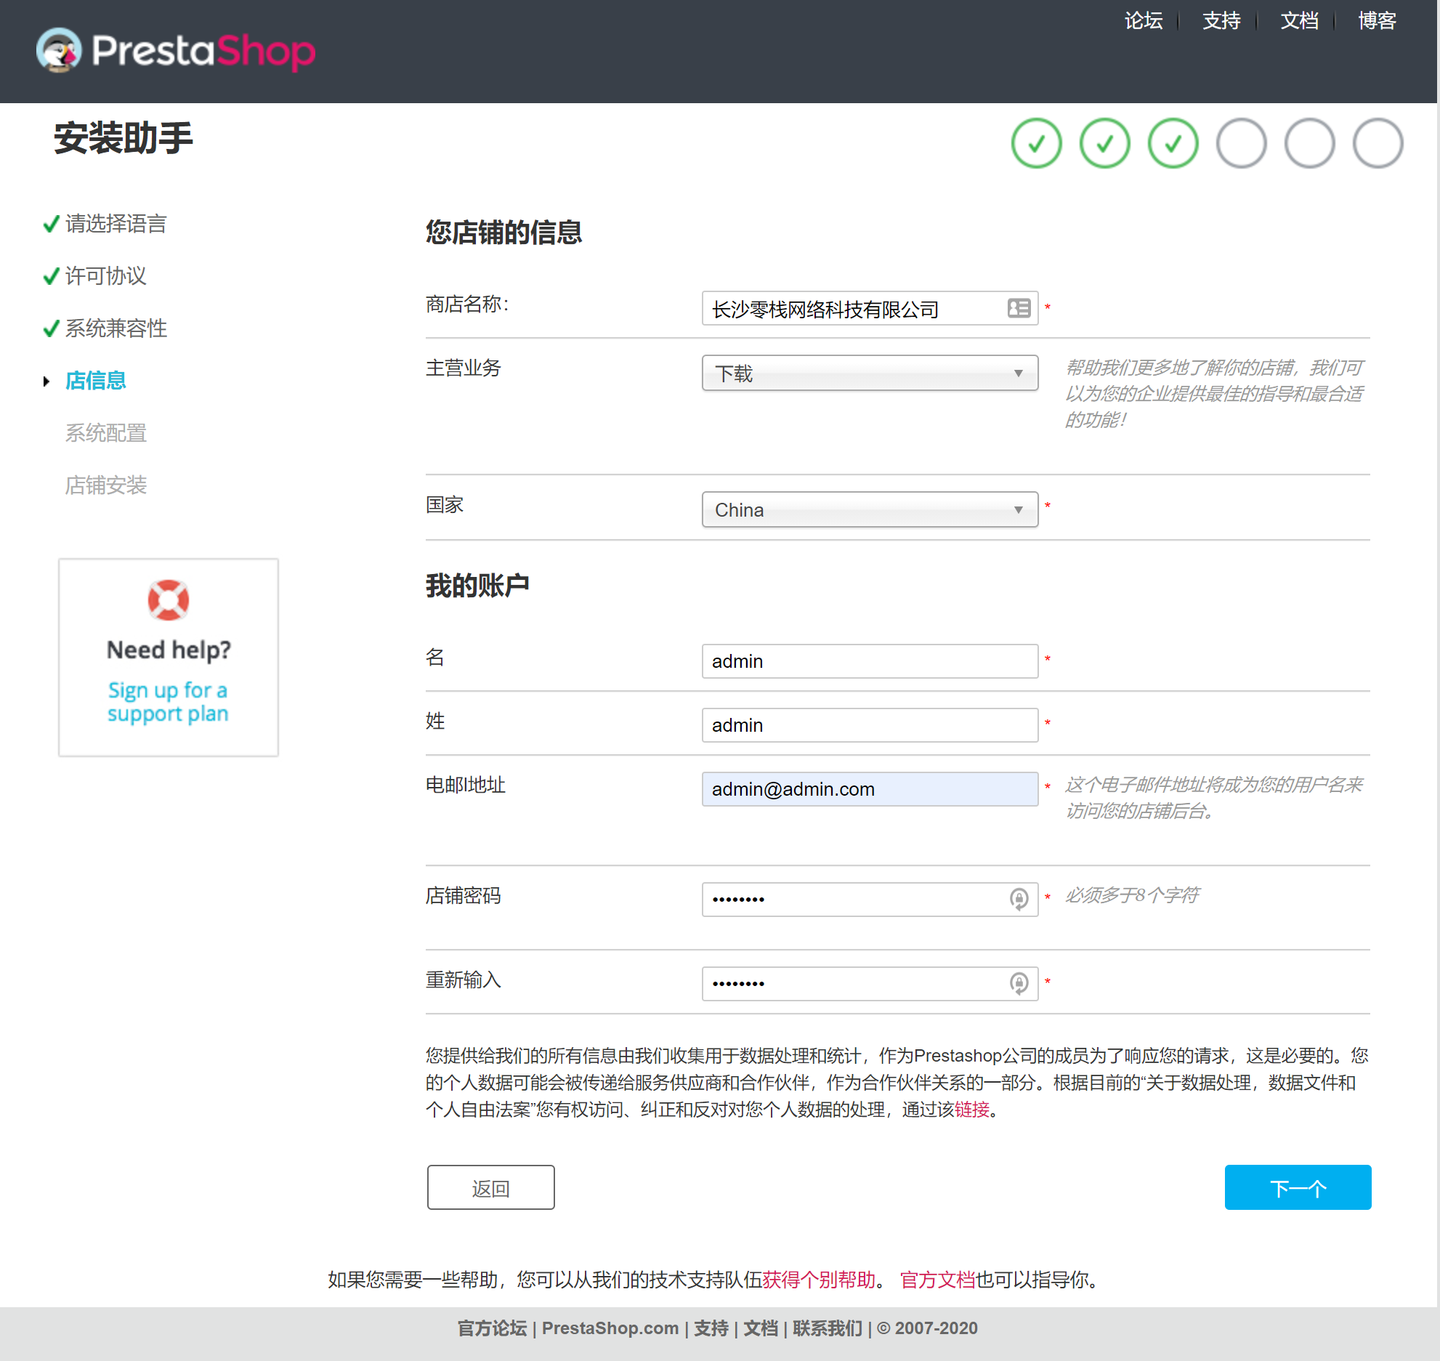 论坛 支持 文档 博客
PrestaShop
安装助手
请选择语言
许可协议
系统兼容性
店信息
系统配置
店铺安装
Need help?
Sign up for a
support plan
您店铺的信息
商店名称：
长沙零栈网络科技有限公司 *
主营业务
下载
帮助我们更多地了解你的店铺，我们可
以为您的企业提供最佳的指导和最合适
的功能！
国家
China *
我的账户
名
admin *
姓
admin *
电邮l地址
admin@admin.com *
这个电子邮件地址将成为您的用户名来
访问您的店铺后台。
店铺密码
•••••••• *
必须多于8个字符
重新输入
•••••••• *
您提供给我们的所有信息由我们收集用于数据处理和统计，作为Prestashop公司的成员为了响应您的请求，这是必要的。您
的个人数据可能会被传递给服务供应商和合作伙伴，作为合作伙伴关系的一部分。根据目前的“关于数据处理，数据文件和
个人自由法案”您有权访问、纠正和反对对您个人数据的处理，通过该链接。
返回
下一个
如果您需要一些帮助，您可以从我们的技术支持队伍获得个别帮助。 官方文档也可以指导你。
官方论坛 | PrestaShop.com | 支持 | 文档 | 联系我们 | © 2007-2020